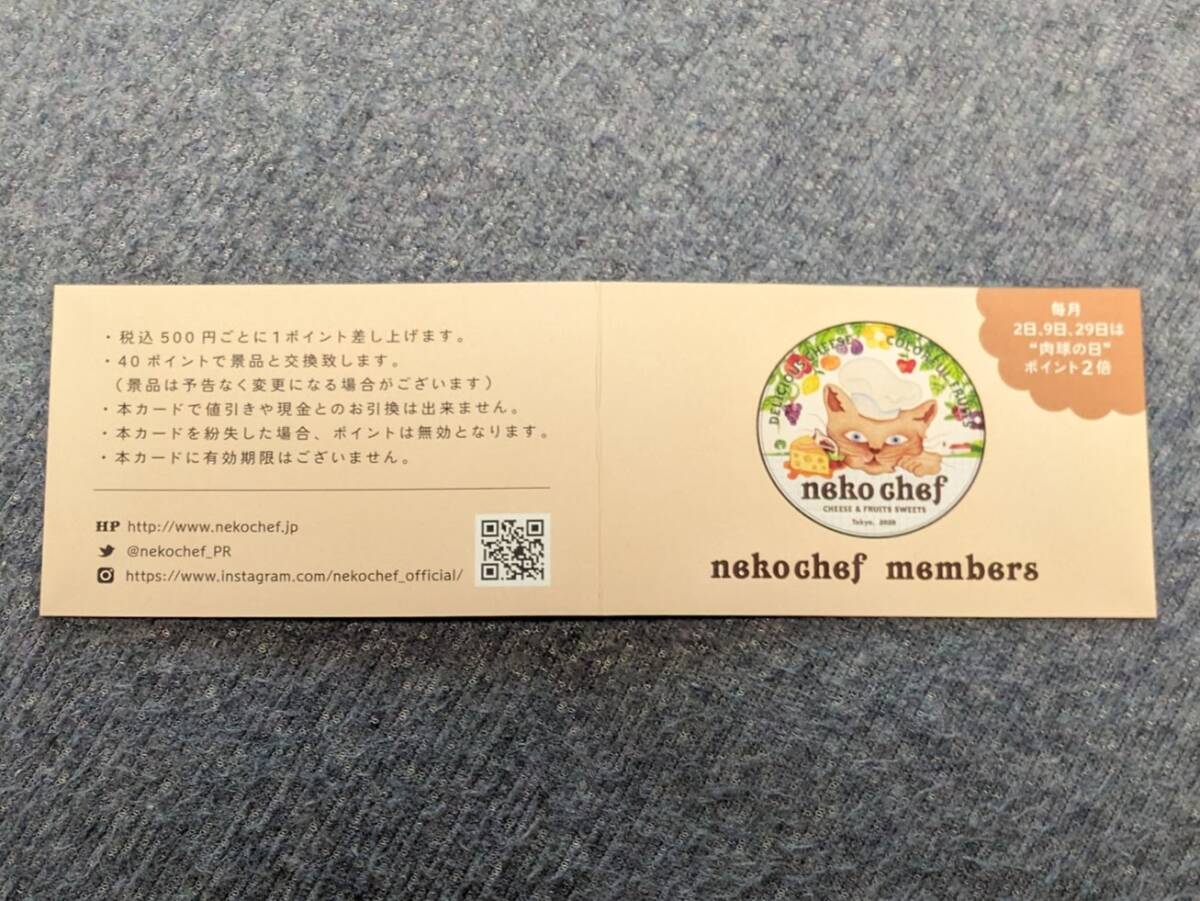 ・税込500円ごとに1ポイント差し上げます。
・40ポイントで景品と交換致します。
（景品は予告なく変更になる場合がございます）
・本カードで値引きや現金とのお引換は出来ません。
・本カードを紛失した場合、ポイントは無効となります。
・本カードに有効期限はございません。
HP http://www.nekochef.jp
@nekochef_PR
https://www.instagram.com/nekochef_official/
毎月
2日、9日、29日は
“肉球の日”
ポイント2倍
DELICIOUS CHEESE
COLORFUL FRUITS
neko chef
CHEESE & FRUITS SWEETS
Tokyo, 2020
neko chef members